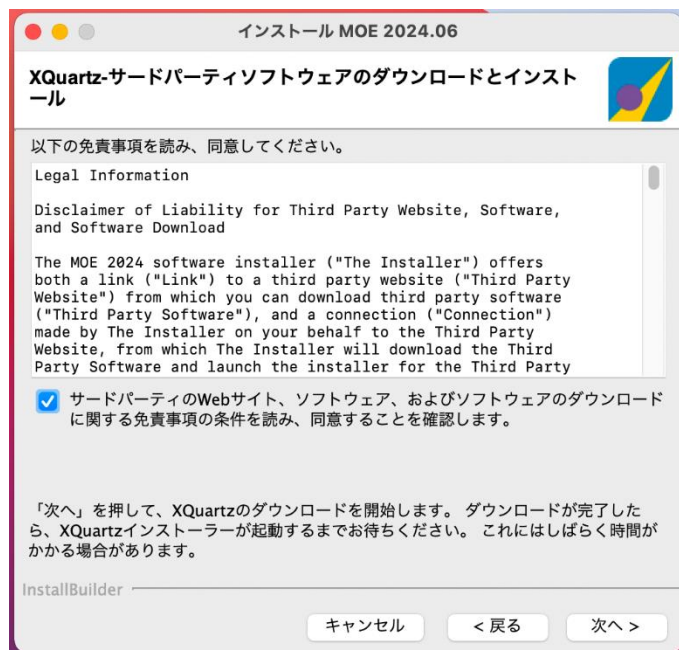 インストール MOE 2024.06
XQuartz-サードパーティソフトウェアのダウンロードとインスト
ール
以下の免責事項を読み、同意してください。
Legal Information
Disclaimer of Liability for Third Party Website, Software,
and Software Download
The MOE 2024 software installer ("The Installer") offers
both a link ("Link") to a third party website ("Third Party
Website") from which you can download third party software
("Third Party Software"), and a connection ("Connection")
made by The Installer on your behalf to the Third Party
Website, from which The Installer will download the Third
Party Software and launch the installer for the Third Party
サードパーティのWebサイト、ソフトウェア、およびソフトウェアのダウンロード
に関する免責事項の条件を読み、同意することを確認します。
「次へ」を押して、XQuartzのダウンロードを開始します。 ダウンロードが完了した
ら、XQuartzインストーラーが起動するまでお待ちください。 これにはしばらく時間が
かかる場合があります。
InstallBuilder
キャンセル
< 戻る
次へ >